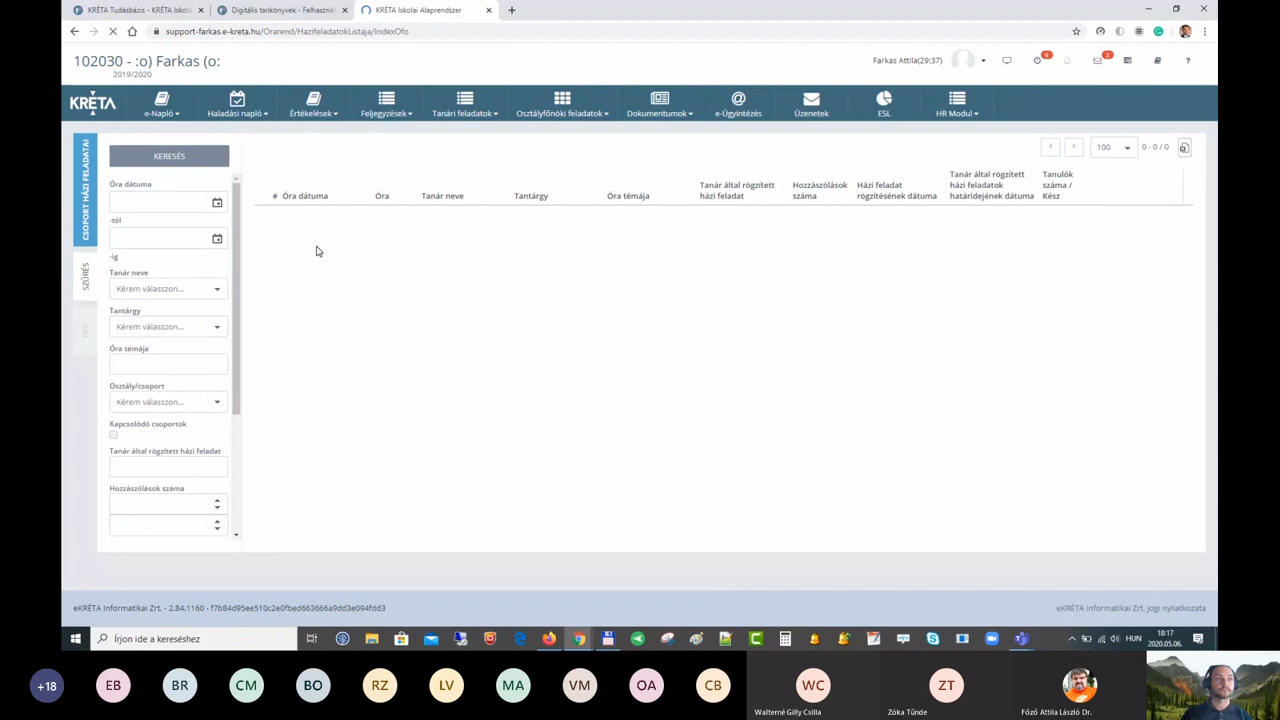 KRÉTA Tudásbázis - KRÉTA Iskola
Digitális tankönyvek - Felhasznál
KRÉTA Iskolai Alaprendszer
support-farkas.e-kreta.hu/Orarend/HazifeladatokListaja/IndexOfo
102030 - :o) Farkas (o:
2019/2020
Farkas Attila(29:37)
6
2
?
KRÉTA
e-Napló
Haladási napló
Értékelések
Feljegyzések
Tanári feladatok
Osztályfőnöki feladatok
Dokumentumok
e-Ügyintézés
Üzenetek
ESL
HR Modul
CSOPORT HÁZI FELADATAI
SZŰRÉS
TIPP
KERESÉS
Óra dátuma
-tól
-ig
Tanár neve
Kérem válasszon...
Tantárgy
Kérem válasszon...
Óra témája
Osztály/csoport
Kérem válasszon...
Kapcsolódó csoportok
Tanár által rögzített házi feladat
Hozzászólások száma
100
0 - 0 / 0
# Óra dátuma
Óra
Tanár neve
Tantárgy
Óra témája
Tanár által rögzített
házi feladat
Hozzászólások
száma
Házi feladat
rögzítésének dátuma
Tanár által rögzített
házi feladatok
határidejének dátuma
Tanulók
száma /
Kész
eKRÉTA Informatikai Zrt. - 2.84.1160 - f7b84d95ee510c2e0fbed663666a9dd3e094fdd3
eKRÉTA Informatikai Zrt. jogi nyilatkozata
Írjon ide a kereséshez
HUN
18:17
2020.05.06.
+18
EB
BR
CM
BO
RZ
LV
MA
VM
OA
CB
WC
Walterné Gilly Csilla
ZT
Zóka Tünde
Főző Attila László Dr.